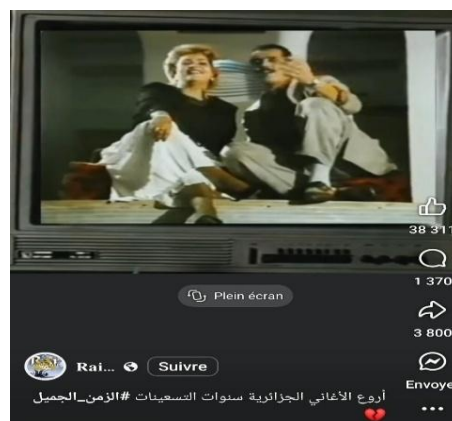 38 311
1 370
Plein écran
3 800
Rai... Suivre
Envoye
أروع الأغاني الجزائرية سنوات التسعينات #الزمن_الجميل